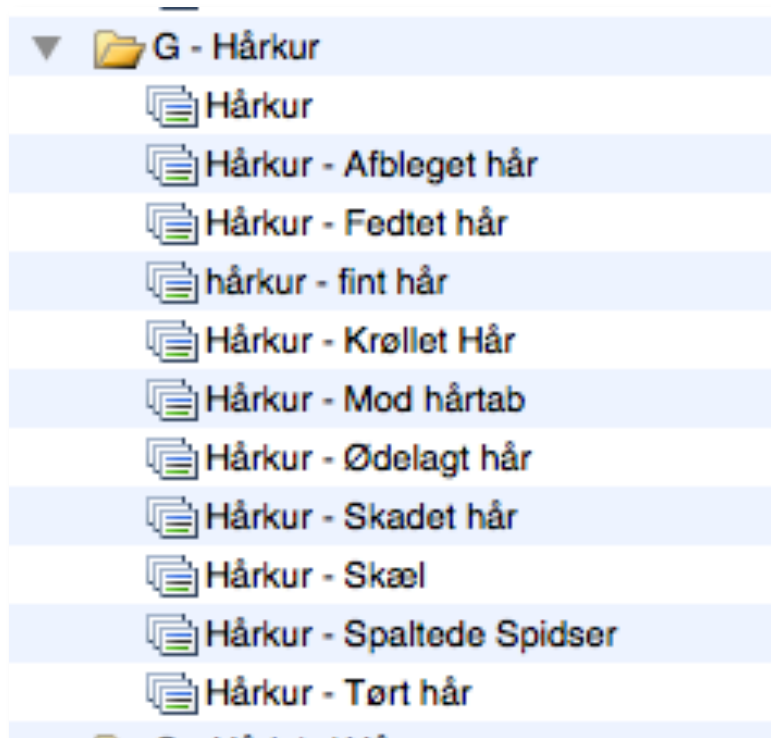 G - Hårkur
Hårkur
Hårkur - Afbleget hår
Hårkur - Fedtet hår
hårkur - fint hår
Hårkur - Krøllet Hår
Hårkur - Mod hårtab
Hårkur - Ødelagt hår
Hårkur - Skadet hår
Hårkur - Skæl
Hårkur - Spaltede Spidser
Hårkur - Tørt hår